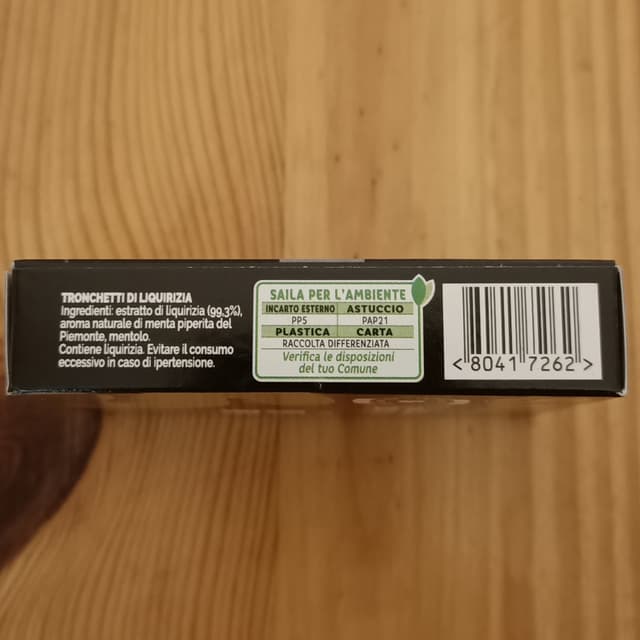 TRONCHETTI DI LIQUIRIZIA
Ingredienti: estratto di liquirizia (99,3%),
aroma naturale di menta piperita del
Piemonte, mentolo.
Contiene liquirizia. Evitare il consumo
eccessivo in caso di ipertensione.
SAILA PER L'AMBIENTE
INCARTO ESTERNO ASTUCCIO
PP5 PAP21
PLASTICA CARTA
RACCOLTA DIFFERENZIATA
Verifica le disposizioni
del tuo Comune
<8041 7262>